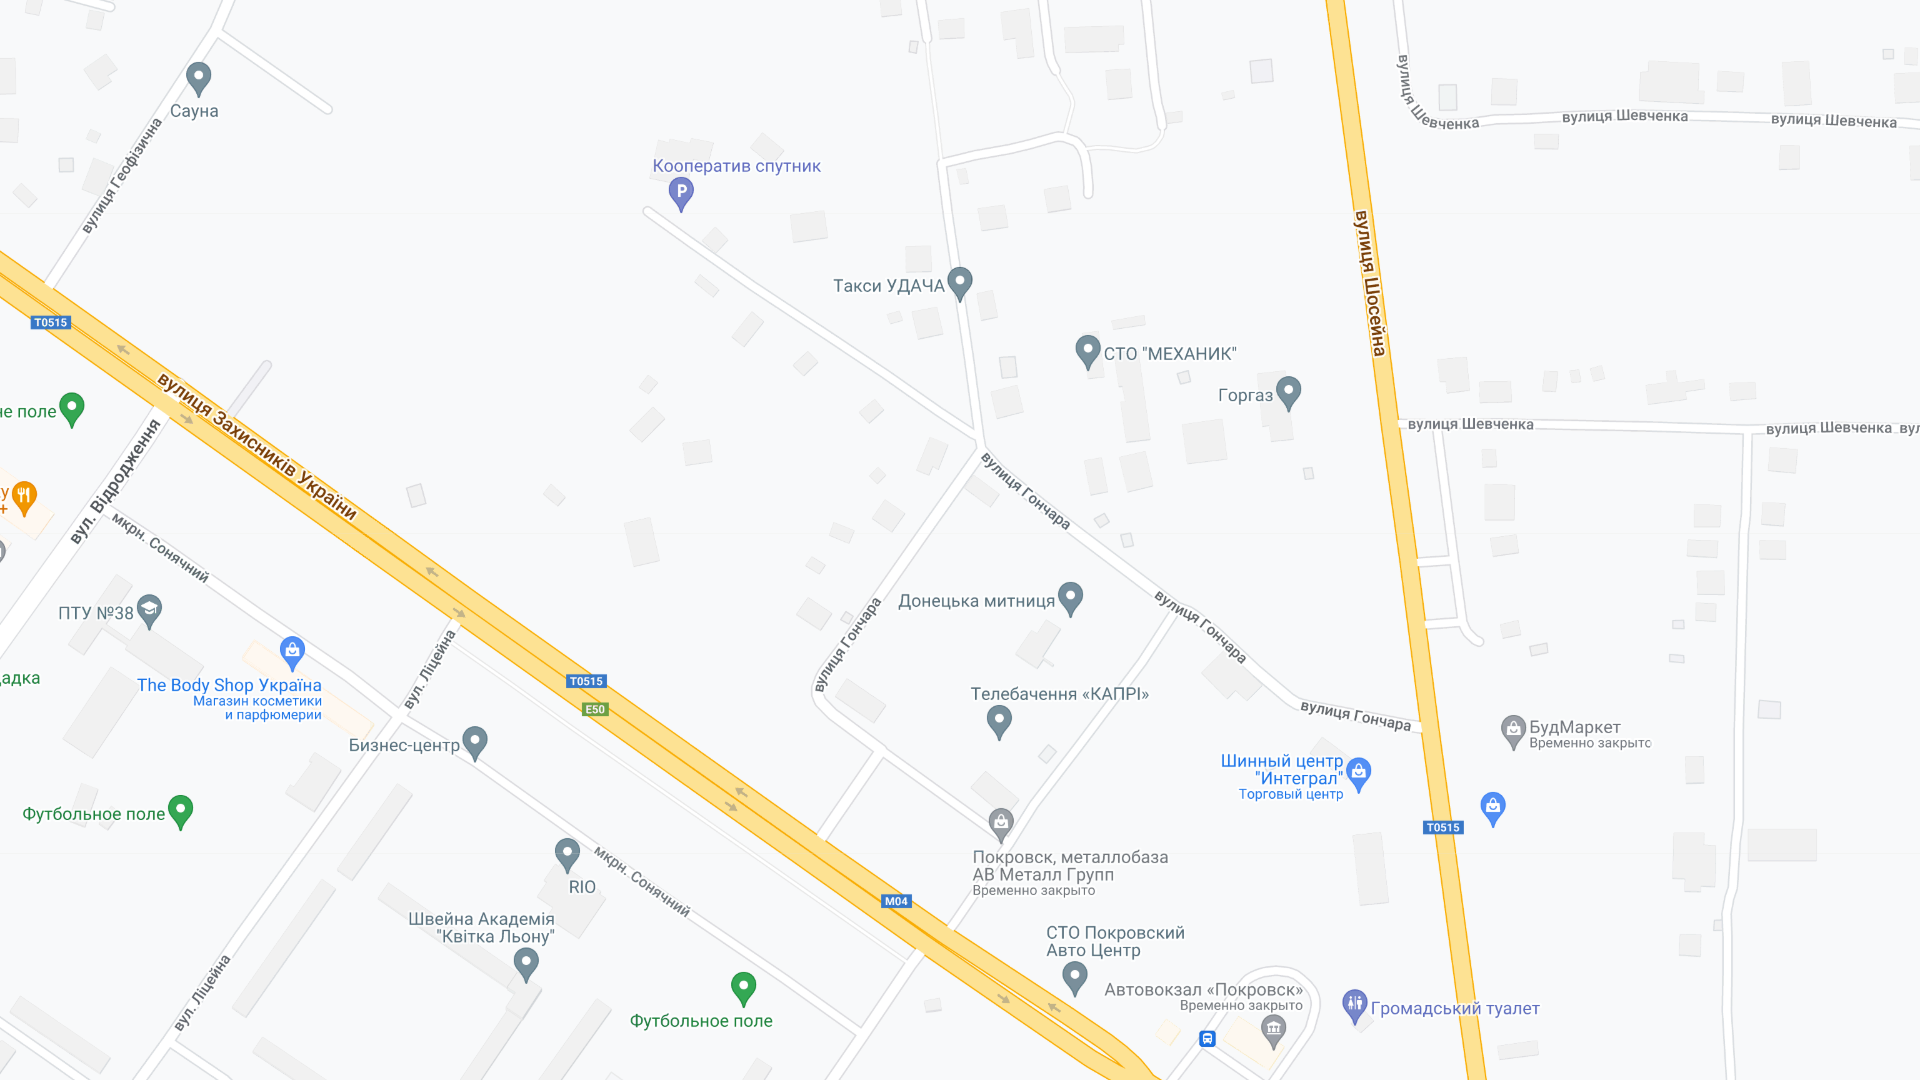 Сауна
вулиця Геофізична
вулиця Шевченка
вулиця Шевченка
вулиця Шевченка
Кооператив спутник
Такси УДАЧА
вулиця Шосейна
T0515
СТО "МЕХАНИК"
Горгаз
не поле
вулиця Захисників України
вул. Відродження
вулиця Шевченка
вулиця Шевченка
вул
вулиця Гончара
мкрн. Сонячний
ПТУ №38
Донецька митниця
вулиця Гончара
вулиця Гончара
вул. Ліцейна
The Body Shop Україна
Магазин косметики
и парфюмерии
T0515
E50
Телебачення «КАПРІ»
вулиця Гончара
БудМаркет
Временно закрыто
Бизнес-центр
Шинный центр
"Интеграл"
Торговый центр
Футбольное поле
T0515
Покровск, металлобаза
АВ Металл Групп
Временно закрыто
RIO
мкрн. Сонячний
M04
Швейна Академія
"Квітка Льону"
СТО Покровский
Авто Центр
вул. Ліцейна
Автовокзал «Покровск»
Временно закрыто
Громадський туалет
Футбольное поле